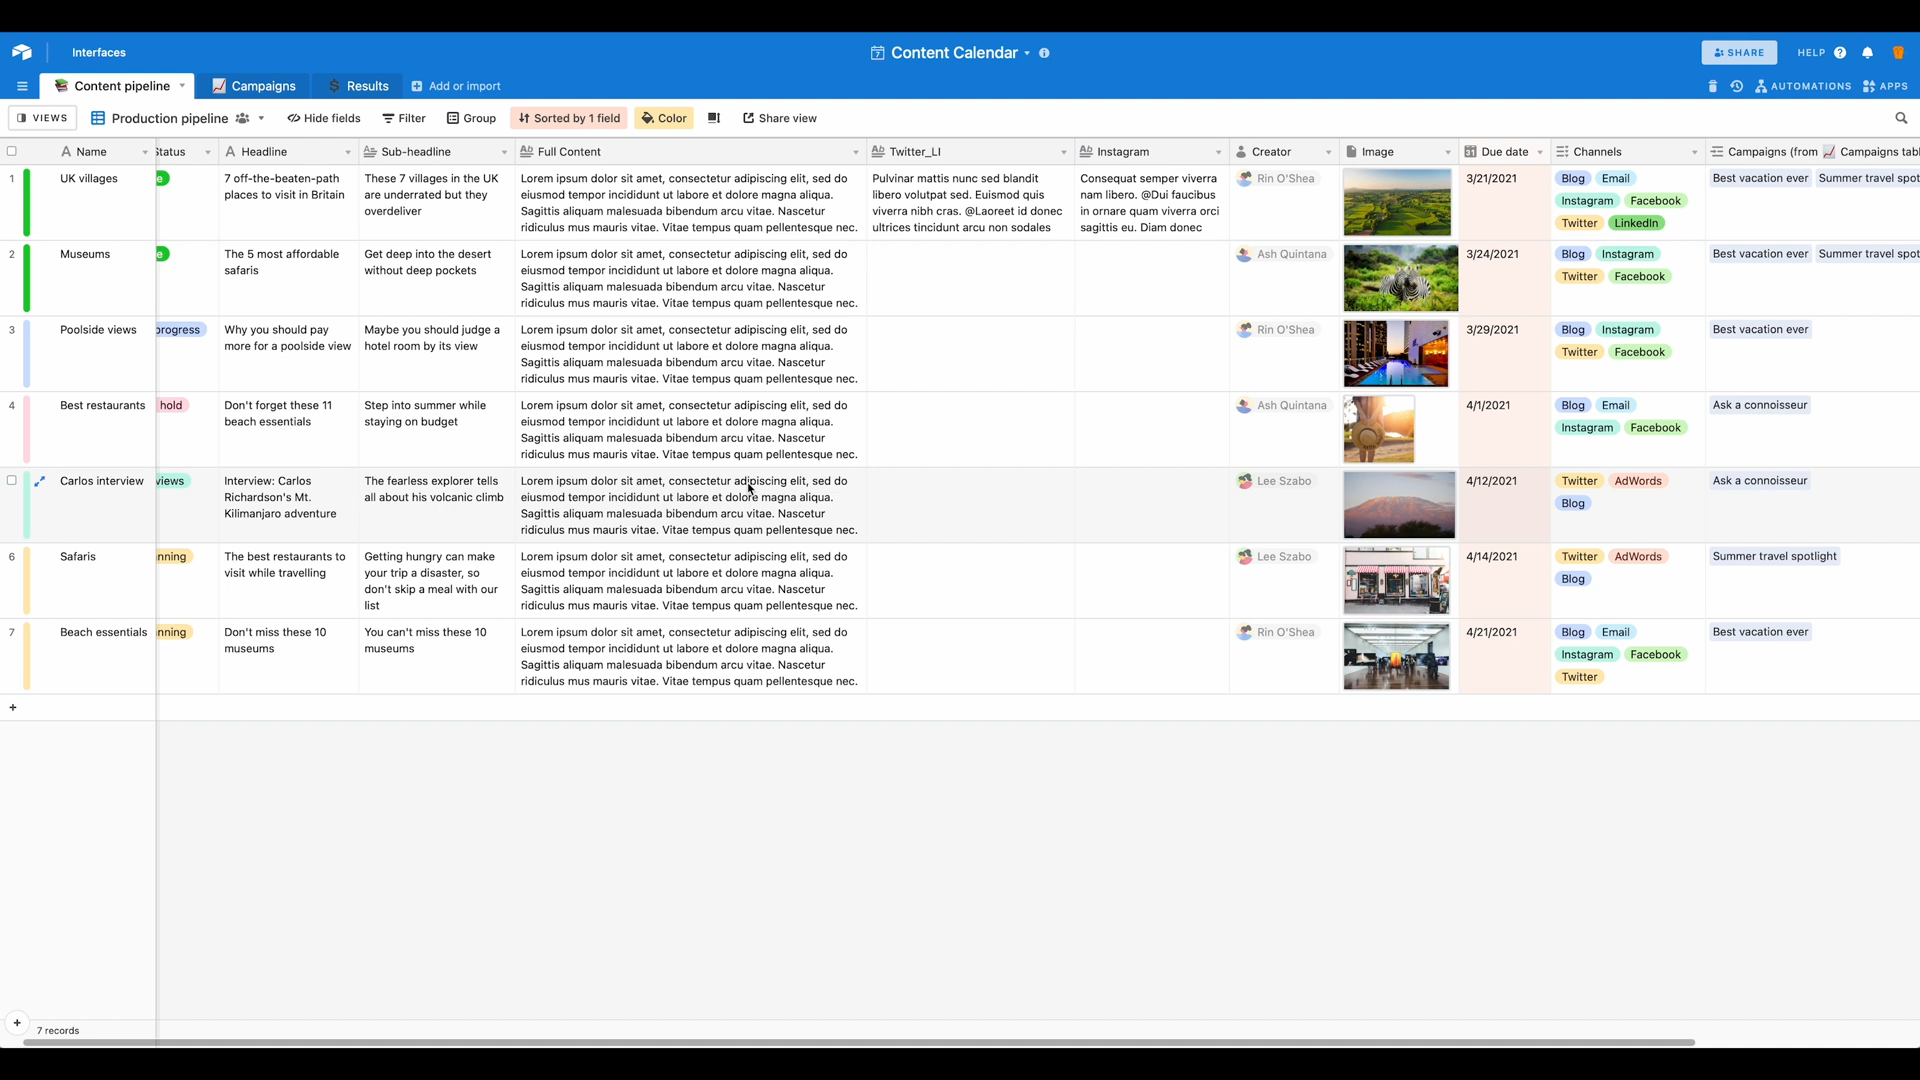 Interfaces
Content Calendar
SHARE
HELP
Content pipeline
Campaigns
Results
Add or import
AUTOMATIONS
APPS
VIEWS
Production pipeline
Hide fields
Filter
Group
Sorted by 1 field
Color
Share view
Name
Status
Headline
Sub-headline
Full Content
Twitter_LI
Instagram
Creator
Image
Due date
Channels
Campaigns (from
Campaigns tabl
1
UK villages
e
7 off-the-beaten-path
places to visit in Britain
These 7 villages in the UK
are underrated but they
overdeliver
Lorem ipsum dolor sit amet, consectetur adipiscing elit, sed do
eiusmod tempor incididunt ut labore et dolore magna aliqua.
Sagittis aliquam malesuada bibendum arcu vitae. Nascetur
ridiculus mus mauris vitae. Vitae tempus quam pellentesque nec.
Pulvinar mattis nunc sed blandit
libero volutpat sed. Euismod quis
viverra nibh cras. @Laoreet id donec
ultrices tincidunt arcu non sodales
Consequat semper viverra
nam libero. @Dui faucibus
in ornare quam viverra orci
sagittis eu. Diam donec
Rin O'Shea
3/21/2021
Blog Email
Instagram Facebook
Twitter LinkedIn
Best vacation ever Summer travel spot
2
Museums
e
The 5 most affordable
safaris
Get deep into the desert
without deep pockets
Lorem ipsum dolor sit amet, consectetur adipiscing elit, sed do
eiusmod tempor incididunt ut labore et dolore magna aliqua.
Sagittis aliquam malesuada bibendum arcu vitae. Nascetur
ridiculus mus mauris vitae. Vitae tempus quam pellentesque nec.
Ash Quintana
3/24/2021
Blog Instagram
Twitter Facebook
Best vacation ever Summer travel spot
3
Poolside views
progress
Why you should pay
more for a poolside view
Maybe you should judge a
hotel room by its view
Lorem ipsum dolor sit amet, consectetur adipiscing elit, sed do
eiusmod tempor incididunt ut labore et dolore magna aliqua.
Sagittis aliquam malesuada bibendum arcu vitae. Nascetur
ridiculus mus mauris vitae. Vitae tempus quam pellentesque nec.
Rin O'Shea
3/29/2021
Blog Instagram
Twitter Facebook
Best vacation ever
4
Best restaurants
hold
Don't forget these 11
beach essentials
Step into summer while
staying on budget
Lorem ipsum dolor sit amet, consectetur adipiscing elit, sed do
eiusmod tempor incididunt ut labore et dolore magna aliqua.
Sagittis aliquam malesuada bibendum arcu vitae. Nascetur
ridiculus mus mauris vitae. Vitae tempus quam pellentesque nec.
Ash Quintana
4/1/2021
Blog Email
Instagram Facebook
Ask a connoisseur
Carlos interview
views
Interview: Carlos
Richardson's Mt.
Kilimanjaro adventure
The fearless explorer tells
all about his volcanic climb
Lorem ipsum dolor sit amet, consectetur adipiscing elit, sed do
eiusmod tempor incididunt ut labore et dolore magna aliqua.
Sagittis aliquam malesuada bibendum arcu vitae. Nascetur
ridiculus mus mauris vitae. Vitae tempus quam pellentesque nec.
Lee Szabo
4/12/2021
Twitter AdWords
Blog
Ask a connoisseur
6
Safaris
nning
The best restaurants to
visit while travelling
Getting hungry can make
your trip a disaster, so
don't skip a meal with our
list
Lorem ipsum dolor sit amet, consectetur adipiscing elit, sed do
eiusmod tempor incididunt ut labore et dolore magna aliqua.
Sagittis aliquam malesuada bibendum arcu vitae. Nascetur
ridiculus mus mauris vitae. Vitae tempus quam pellentesque nec.
Lee Szabo
4/14/2021
Twitter AdWords
Blog
Summer travel spotlight
7
Beach essentials
nning
Don't miss these 10
museums
You can't miss these 10
museums
Lorem ipsum dolor sit amet, consectetur adipiscing elit, sed do
eiusmod tempor incididunt ut labore et dolore magna aliqua.
Sagittis aliquam malesuada bibendum arcu vitae. Nascetur
ridiculus mus mauris vitae. Vitae tempus quam pellentesque nec.
Rin O'Shea
4/21/2021
Blog Email
Instagram Facebook
Twitter
Best vacation ever
7 records